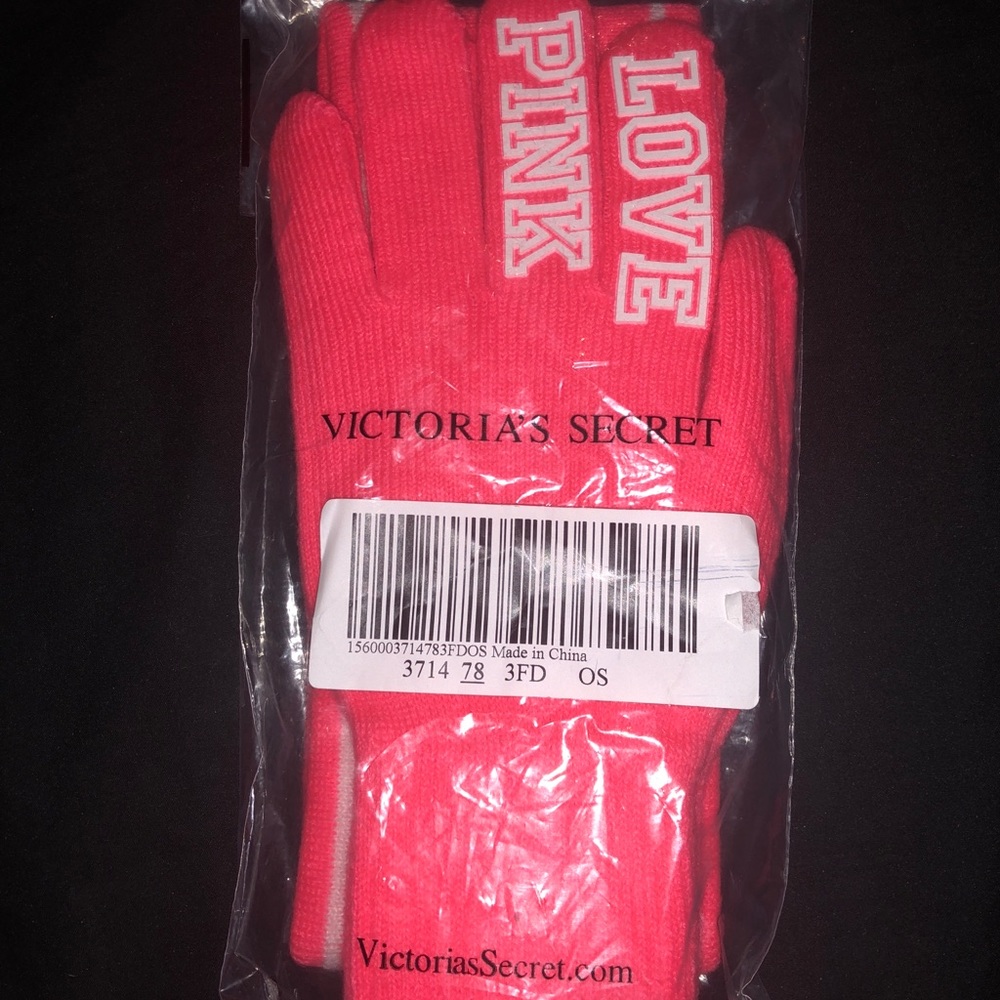 PINK
LOVE
VICTORIA'S SECRET
1560003714783FDOS Made in China
3714 78 3FD OS
VictoriasSecret.com